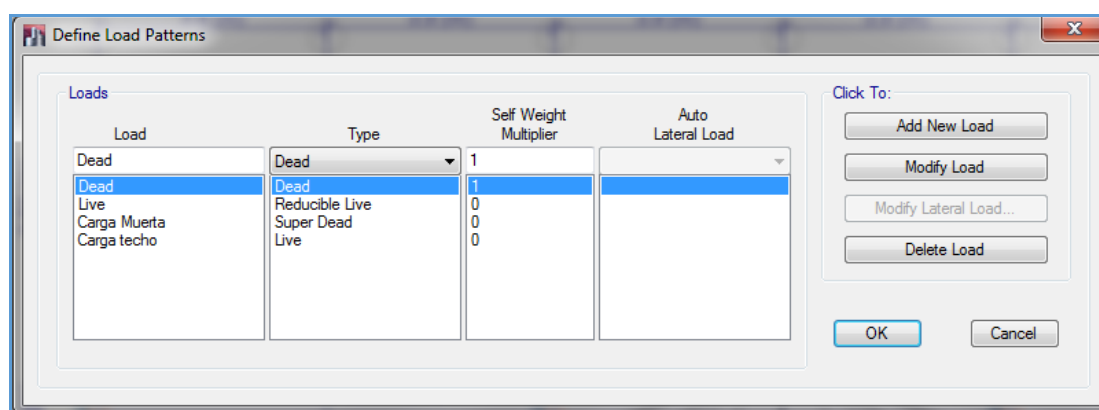 Define Load Patterns
Loads
Load Type Self Weight Multiplier Auto Lateral Load
Dead Dead 1
Dead Dead 1
Live Reducible Live 0
Carga Muerta Super Dead 0
Carga techo Live 0
Click To:
Add New Load
Modify Load
Modify Lateral Load...
Delete Load
OK Cancel